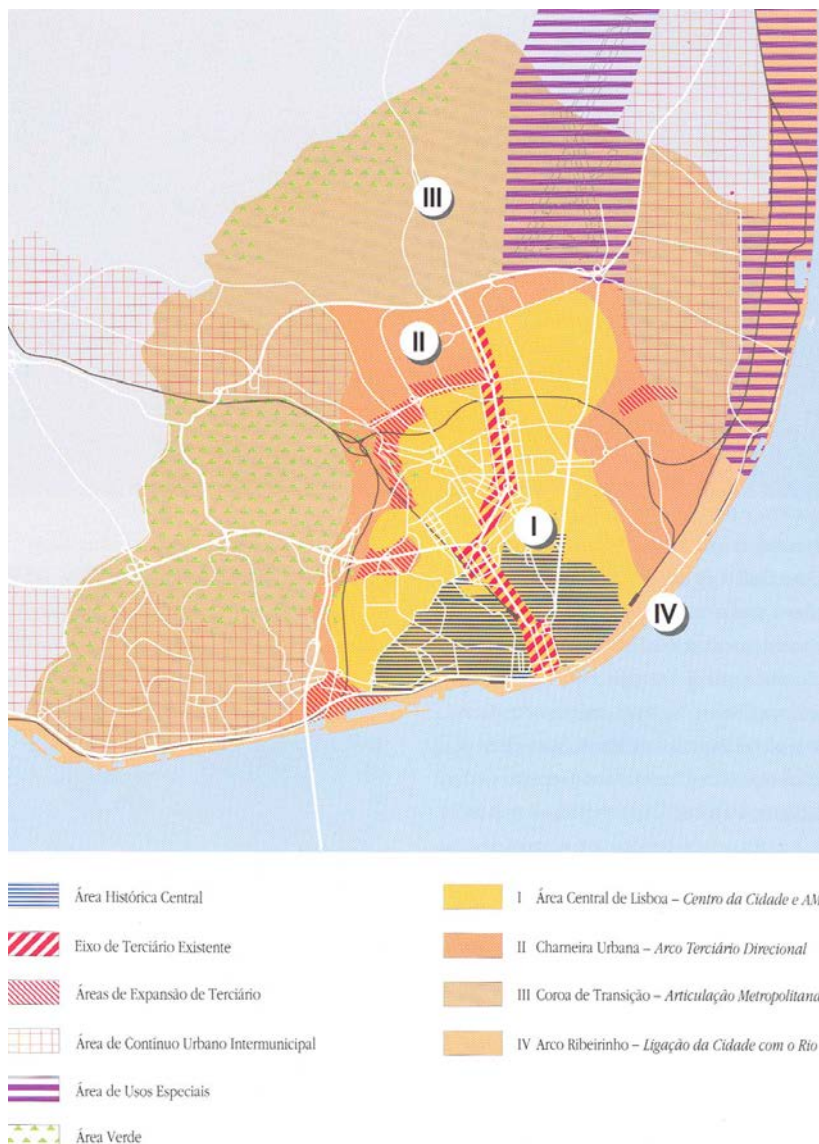 III
II
I
IV
Área Histórica Central
Eixo de Terciário Existente
Áreas de Expansão de Terciário
Área de Contínuo Urbano Intermunicipal
Área de Usos Especiais
Área Verde
I Área Central de Lisboa – Centro da Cidade e AM
II Charneira Urbana – Arco Terciário Direcional
III Coroa de Transição – Articulação Metropolitana
IV Arco Ribeirinho – Ligação da Cidade com o Rio